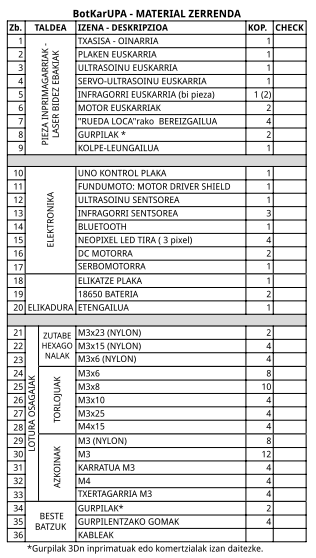 BotKarUPA - MATERIAL ZERRENDA
Zb. TALDEA IZENA - DESKRIPZIOA KOP. CHECK
PIEZA INPRIMAGARRIAK - LASER BIDEZ EBAKIAK
1 TXASISA - OINARRIA 1
2 PLAKEN EUSKARRIA 1
3 ULTRASOINU EUSKARRIA 1
4 SERVO-ULTRASOINU EUSKARRIA 1
5 INFRAGORRI EUSKARRIA (bi pieza) 1 (2)
6 MOTOR EUSKARRIAK 2
7 "RUEDA LOCA"rako BEREIZGAILUA 4
8 GURPILAK * 2
9 KOLPE-LEUNGAILUA 1
ELEKTRONIKA
10 UNO KONTROL PLAKA 1
11 FUNDUMOTO: MOTOR DRIVER SHIELD 1
12 ULTRASOINU SENTSOREA 1
13 INFRAGORRI SENTSOREA 3
14 BLUETOOTH 1
15 NEOPIXEL LED TIRA ( 3 pixel) 4
16 DC MOTORRA 2
17 SERBOMOTORRA 1
ELIKADURA
18 ELIKATZE PLAKA 1
19 18650 BATERIA 2
20 ETENGAILUA 1
LOTURA OSAGAIAK
ZUTABE HEXAGO NALAK
21 M3x23 (NYLON) 2
22 M3x15 (NYLON) 4
23 M3x6 (NYLON) 4
TORLOJUAK
24 M3x6 8
25 M3x8 10
26 M3x10 4
27 M3x25 4
28 M4x15 4
AZKOINAK
29 M3 (NYLON) 8
30 M3 12
31 KARRATUA M3 4
32 M4 4
33 TXERTAGARRIA M3 4
BESTE BATZUK
34 GURPILAK* 2
35 GURPILENTZAKO GOMAK 4
36 KABLEAK
*Gurpilak 3Dn inprimatuak edo komertzialak izan daitezke.